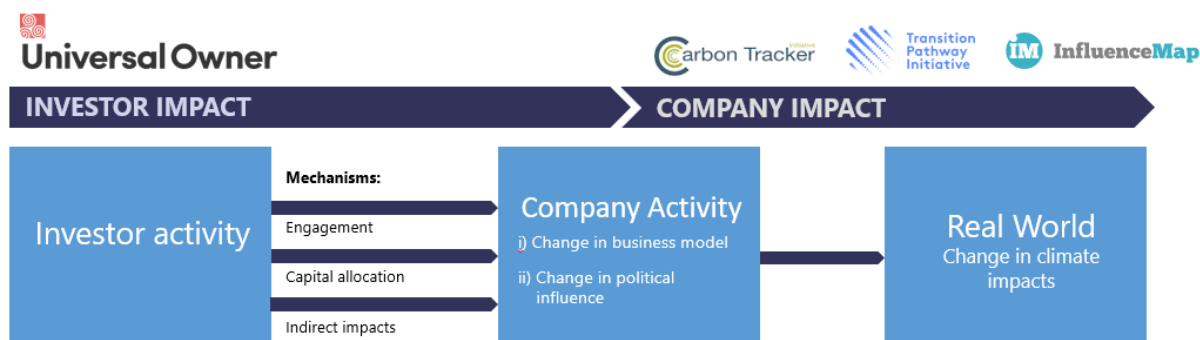 Universal Owner
Carbon Tracker
Initiative
Transition
Pathway
Initiative
iM InfluenceMap
INVESTOR IMPACT
COMPANY IMPACT
Investor activity
Mechanisms:
Engagement
Capital allocation
Indirect impacts
Company Activity
i) Change in business model
ii) Change in political
influence
Real World
Change in climate
impacts